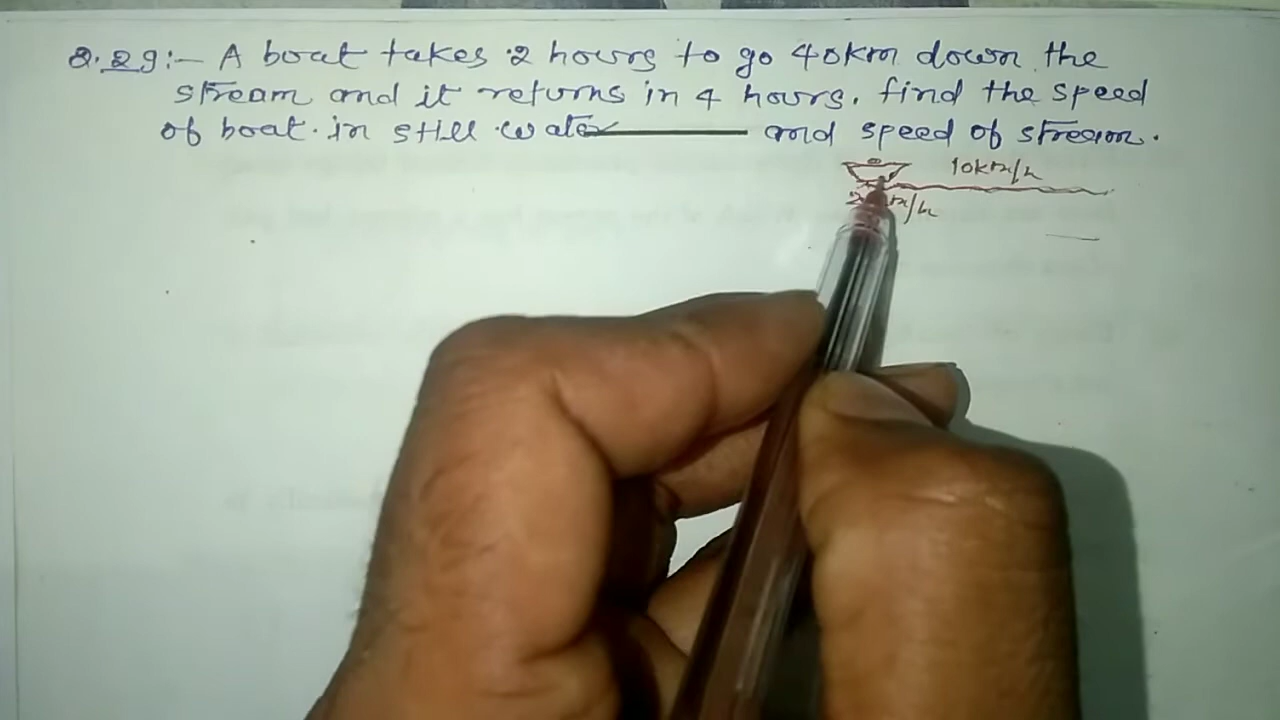 Q.29:- A boat takes 2 hours to go 40km down the
stream and it returns in 4 hours. find the speed
of boat in still water and speed of stream.
10km/h